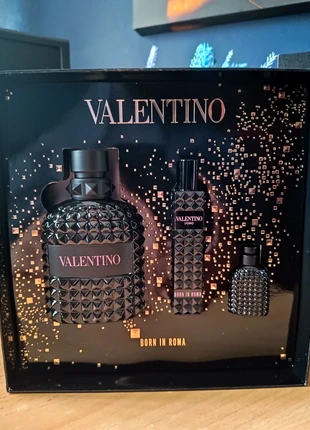 VALENTINO
VALENTINO
VALENTINO
UOMO
BORN IN ROMA
BORN IN ROMA